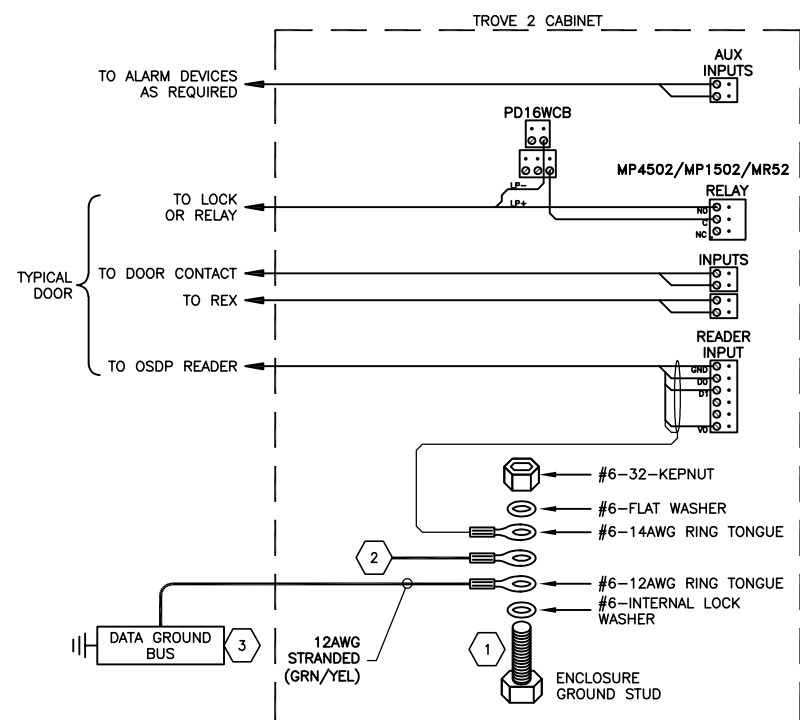 TROVE 2 CABINET
AUX
INPUTS
TO ALARM DEVICES
AS REQUIRED
PD16WCB
MP4502/MP1502/MR52
RELAY
LP-
LP+
TO LOCK
OR RELAY
NO
C
NC
TYPICAL
DOOR
INPUTS
TO DOOR CONTACT
TO REX
READER
INPUT
TO OSDP READER
GND
D0
D1
VO
#6-32-KEPNUT
#6-FLAT WASHER
#6-14AWG RING TONGUE
2
#6-12AWG RING TONGUE
#6-INTERNAL LOCK
WASHER
DATA GROUND
BUS
3
12AWG
STRANDED
(GRN/YEL)
1
ENCLOSURE
GROUND STUD